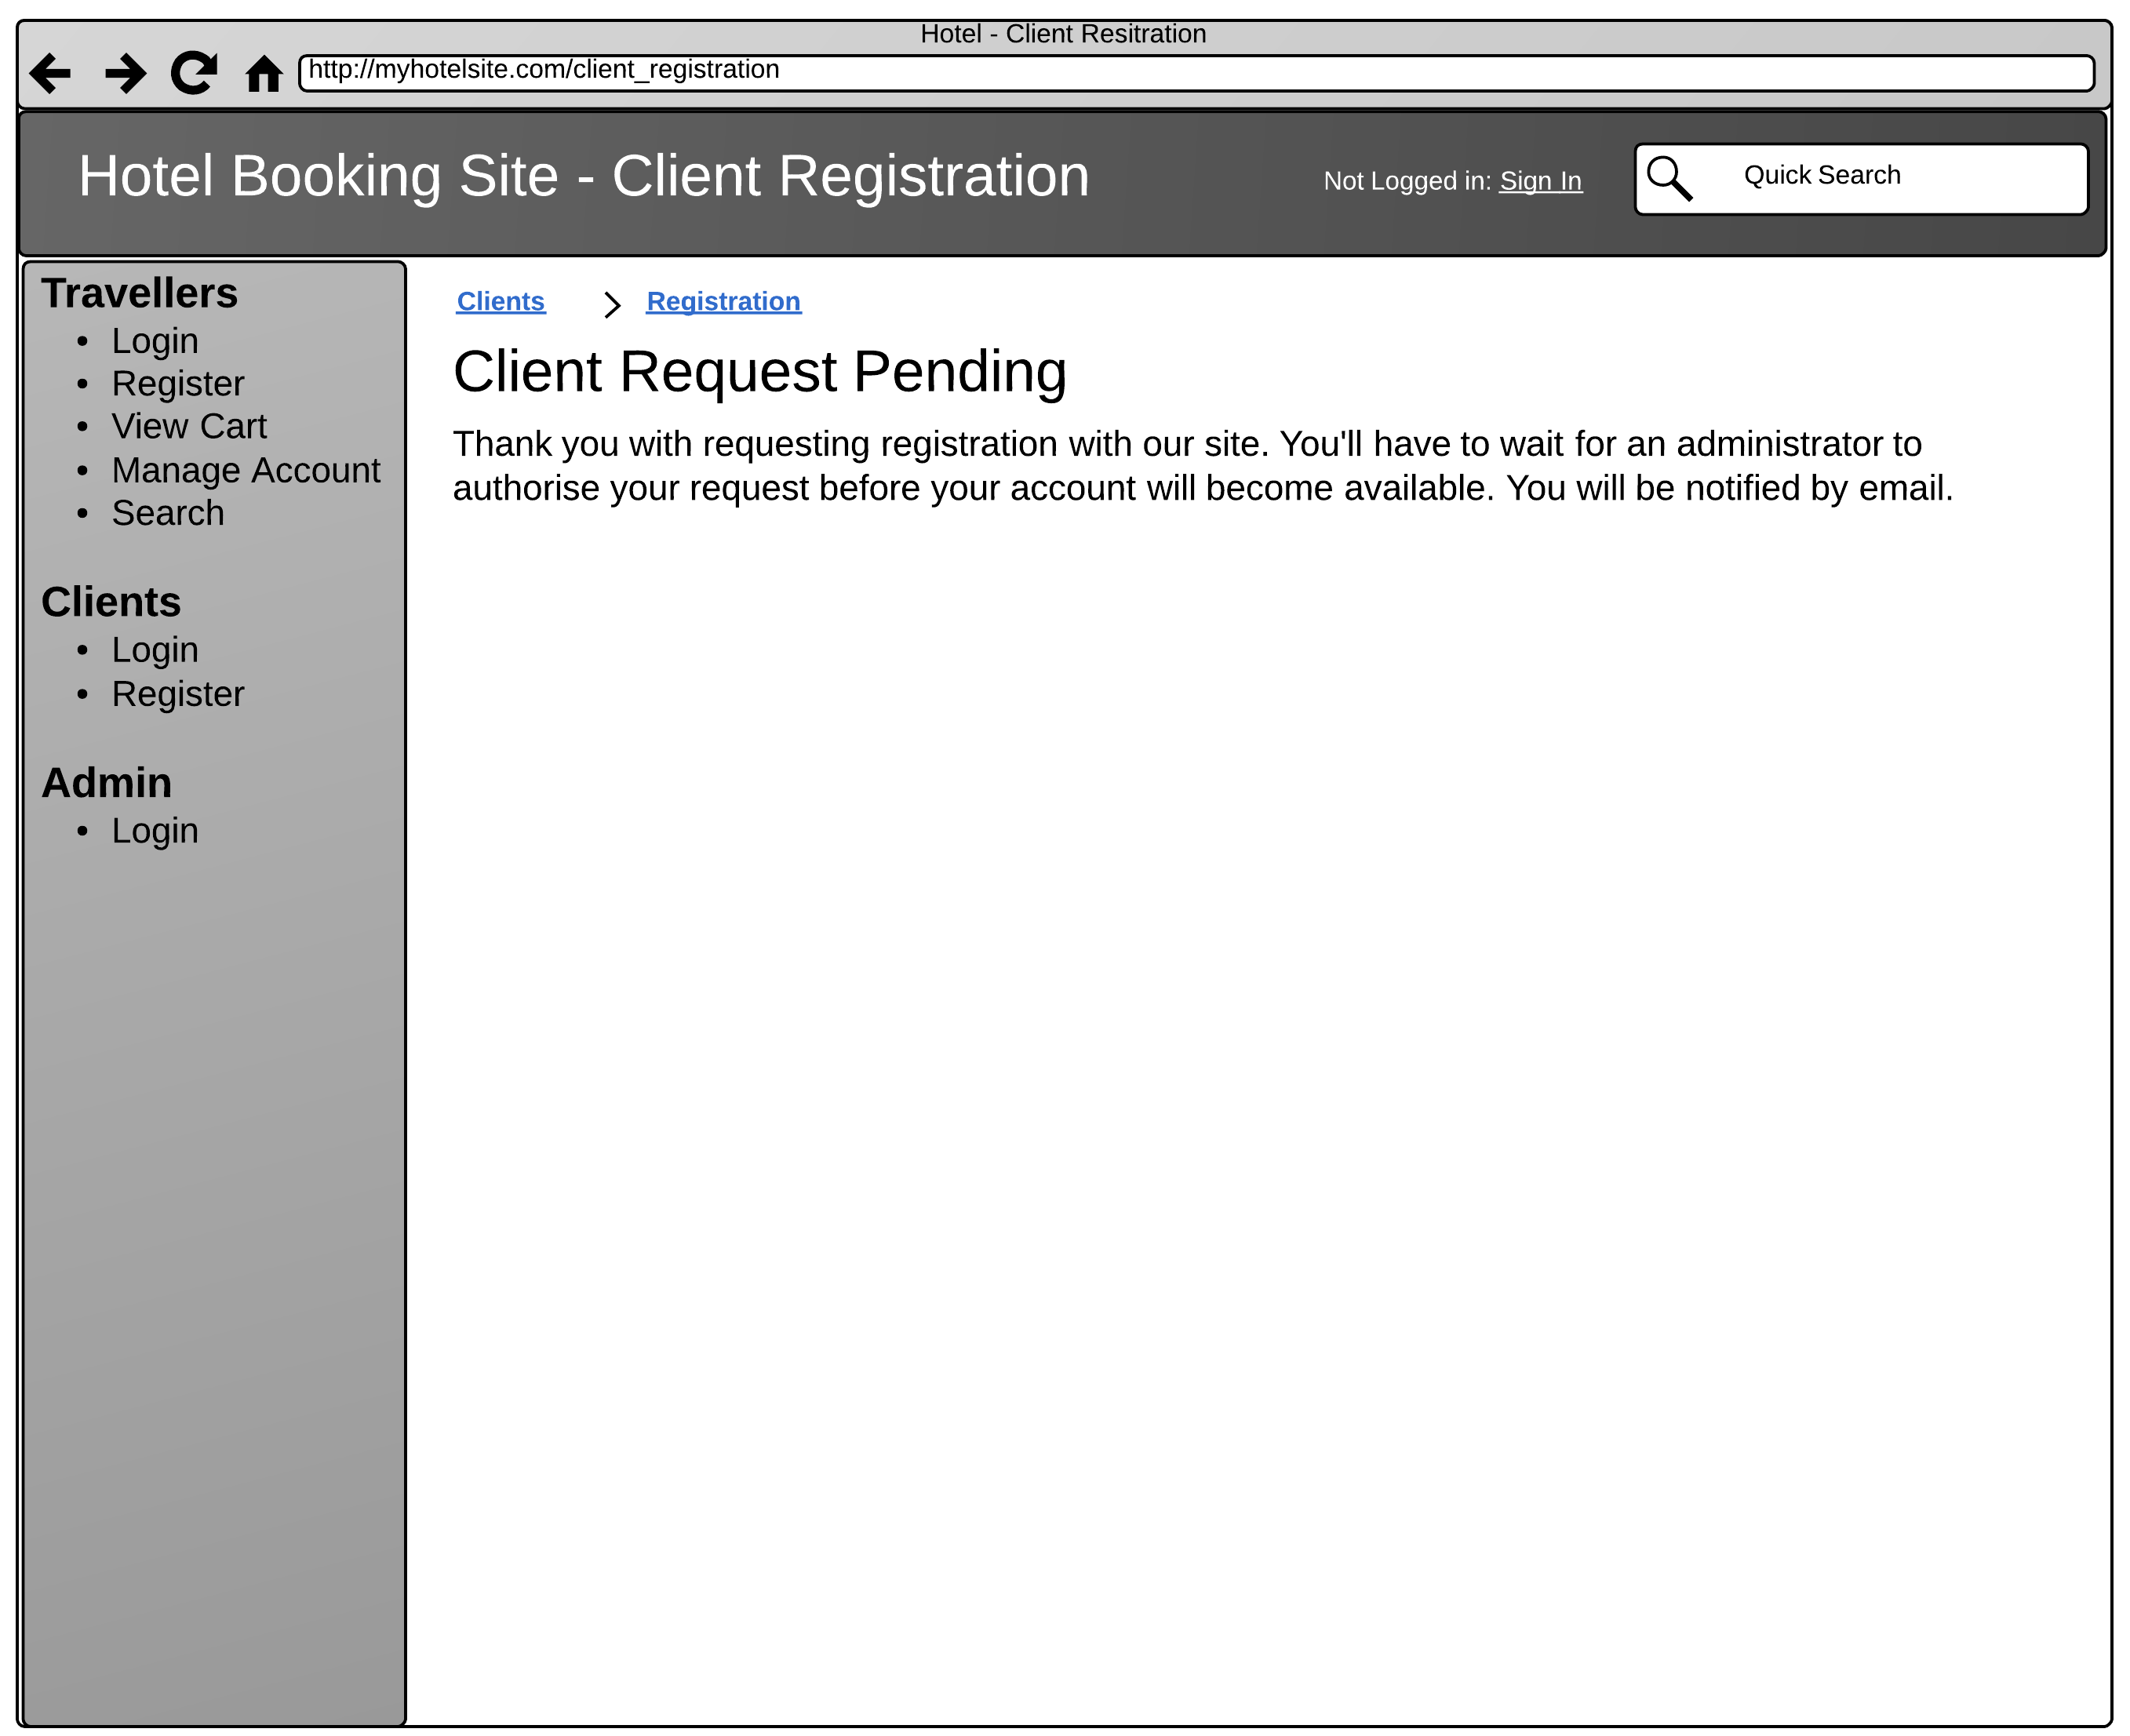 Hotel - Client Resitration
http://myhotelsite.com/client_registration
Hotel Booking Site - Client Registration
Not Logged in: Sign In
Quick Search
Travellers
• Login
• Register
• View Cart
• Manage Account
• Search
Clients
• Login
• Register
Admin
• Login
Clients > Registration
Client Request Pending
Thank you with requesting registration with our site. You'll have to wait for an administrator to
authorise your request before your account will become available. You will be notified by email.